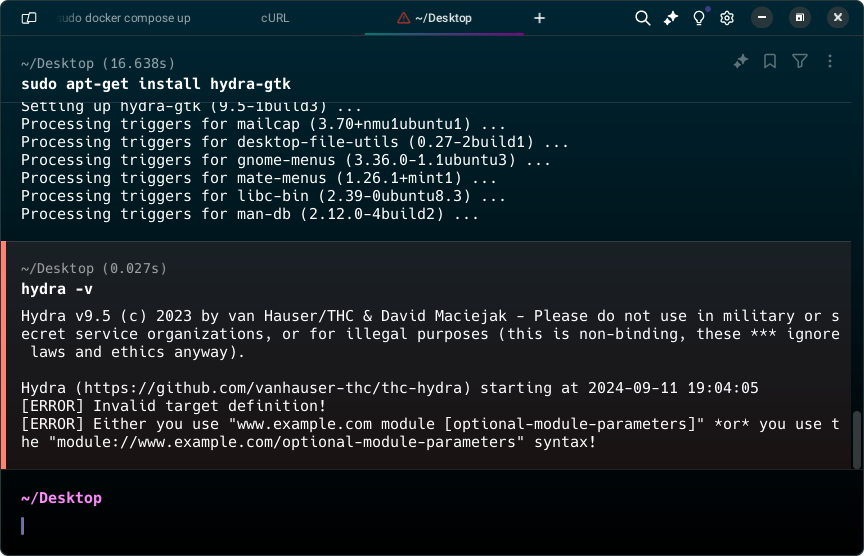 sudo docker compose up
cURL
~/Desktop
~/Desktop (16.638s)
sudo apt-get install hydra-gtk
Setting up hydra-gtk (9.5-1build3) ...
Processing triggers for mailcap (3.70+nmu1ubuntu1) ...
Processing triggers for desktop-file-utils (0.27-2build1) ...
Processing triggers for gnome-menus (3.36.0-1.1ubuntu3) ...
Processing triggers for mate-menus (1.26.1+mint1) ...
Processing triggers for libc-bin (2.39-0ubuntu8.3) ...
Processing triggers for man-db (2.12.0-4build2) ...
~/Desktop (0.027s)
hydra -v
Hydra v9.5 (c) 2023 by van Hauser/THC & David Maciejak - Please do not use in military or s
ecret service organizations, or for illegal purposes (this is non-binding, these *** ignore
 laws and ethics anyway).
Hydra (https://github.com/vanhauser-thc/thc-hydra) starting at 2024-09-11 19:04:05
[ERROR] Invalid target definition!
[ERROR] Either you use "www.example.com module [optional-module-parameters]" *or* you use t
he "module://www.example.com/optional-module-parameters" syntax!
~/Desktop